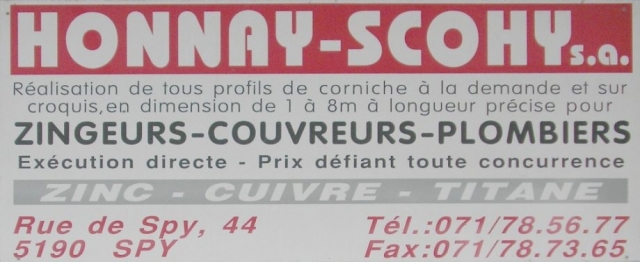 HONNAY-SCOHY s.a.
Réalisation de tous profils de corniche à la demande et sur
croquis, en dimension de 1 à 8m à longueur précise pour
ZINGEURS-COUVREURS-PLOMBIERS
Exécution directe - Prix défiant toute concurrence
ZINC - CUIVRE - TITANE
Rue de Spy, 44 Tél.:071/78.56.77
5190 SPY Fax:071/78.73.65